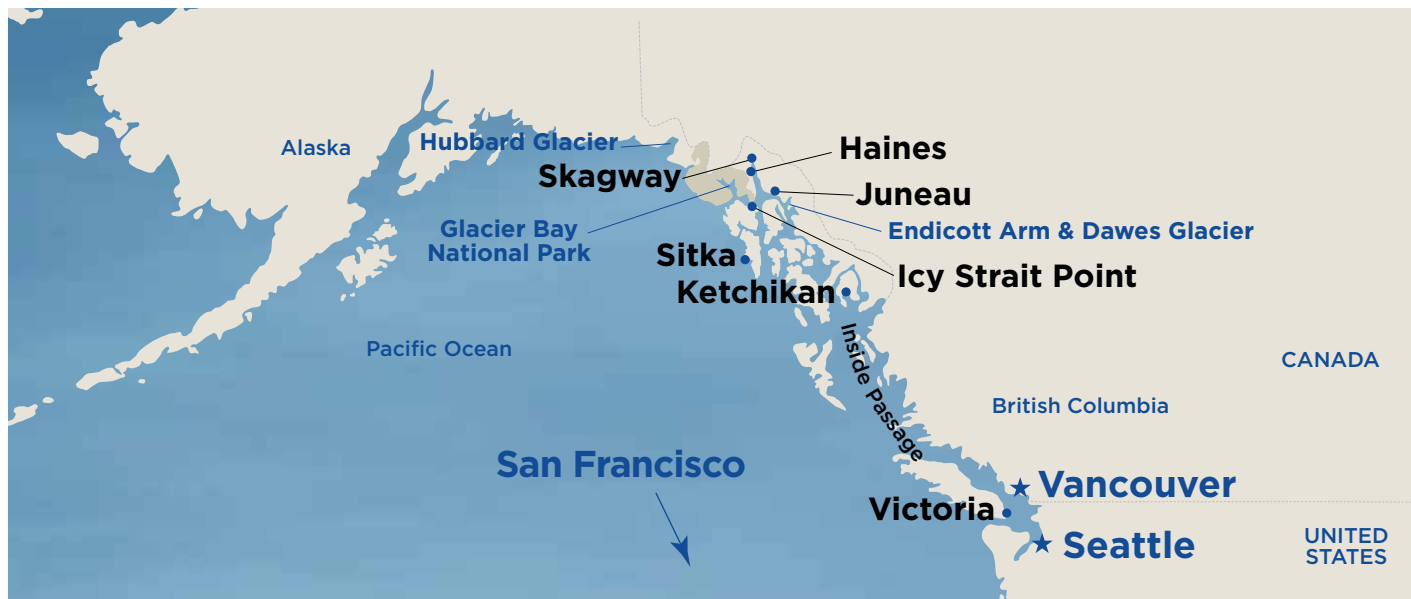 Alaska
Hubbard Glacier
Haines
Skagway
Juneau
Glacier Bay
National Park
Endicott Arm & Dawes Glacier
Sitka
Icy Strait Point
Ketchikan
Inside Passage
Pacific Ocean
CANADA
British Columbia
San Francisco
Vancouver
Victoria
Seattle
UNITED
STATES